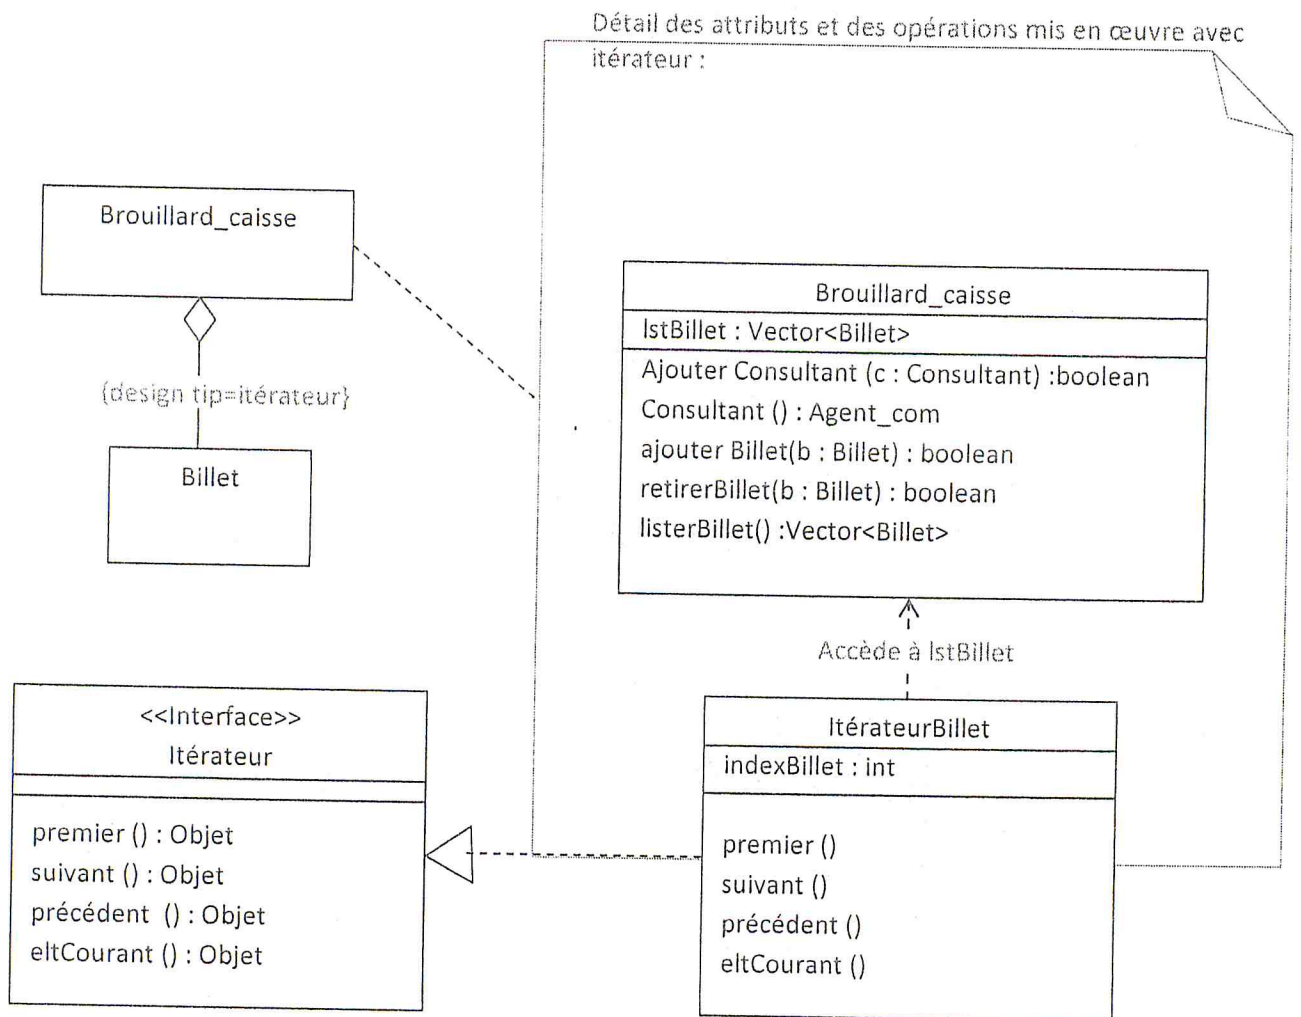 Détail des attributs et des opérations mis en œuvre avec
itérateur :
Brouillard_caisse
{design tip=itérateur}
Billet
Brouillard_caisse
lstBillet : Vector<Billet>
Ajouter Consultant (c : Consultant) :boolean
Consultant () : Agent_com
ajouter Billet(b : Billet) : boolean
retirerBillet(b : Billet) : boolean
listerBillet() :Vector<Billet>
Accède à lstBillet
<<Interface>>
Itérateur
premier () : Objet
suivant () : Objet
précédent () : Objet
eltCourant () : Objet
ItérateurBillet
indexBillet : int
premier ()
suivant ()
précédent ()
eltCourant ()